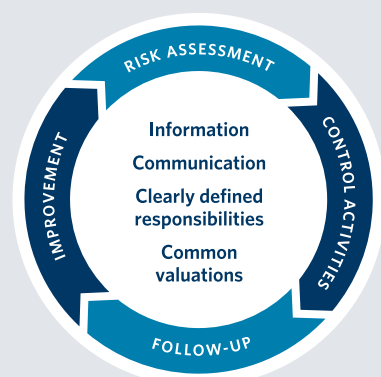 RISK ASSESSMENT
CONTROL ACTIVITIES
FOLLOW-UP
IMPROVEMENT
Information
Communication
Clearly defined
responsibilities
Common
valuations